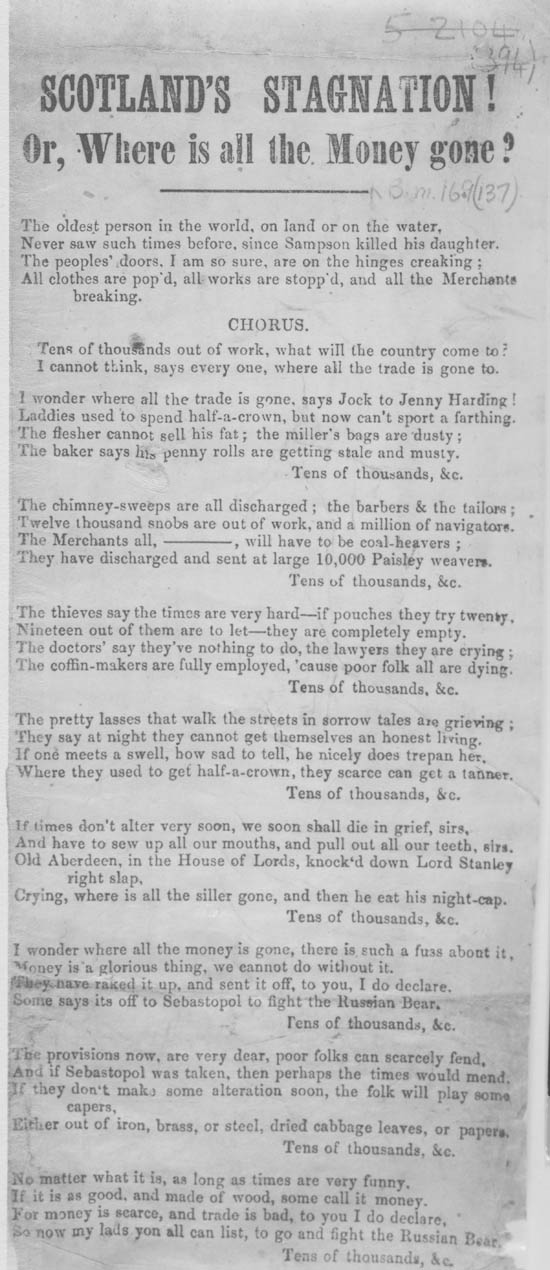 5 2104
(394)
SCOTLAND'S STAGNATION!
Or, Where is all the Money gone?
B.m. 169(137)
The oldest person in the world, on land or on the water,
Never saw such times before, since Sampson killed his daughter.
The peoples' doors, I am so sure, are on the hinges creaking ;
All clothes are pop'd, all works are stopp'd, and all the Merchants
breaking.
CHORUS.
Tens of thousands out of work, what will the country come to?
I cannot think, says every one, where all the trade is gone to.
I wonder where all the trade is gone, says Jock to Jenny Harding!
Laddies used to spend half-a-crown, but now can't sport a farthing.
The flesher cannot sell his fat; the miller's bags are dusty;
The baker says his penny rolls are getting stale and musty.
Tens of thousands, &c.
The chimney-sweeps are all discharged ; the barbers & the tailors ;
Twelve thousand snobs are out of work, and a million of navigators.
The Merchants all, ———, will have to be coal-heavers ;
They have discharged and sent at large 10,000 Paisley weavers.
Tens of thousands, &c.
The thieves say the times are very hard—if pouches they try twenty,
Nineteen out of them are to let—they are completely empty.
The doctors' say they've nothing to do, the lawyers they are crying ;
The coffin-makers are fully employed, 'cause poor folk all are dying.
Tens of thousands, &c.
The pretty lasses that walk the streets in sorrow tales are grieving ;
They say at night they cannot get themselves an honest living.
If one meets a swell, how sad to tell, he nicely does trepan her,
Where they used to get half-a-crown, they scarce can get a tanner.
Tens of thousands, &c.
If times don't alter very soon, we soon shall die in grief, sirs,
And have to sew up all our mouths, and pull out all our teeth, sirs.
Old Aberdeen, in the House of Lords, knock'd down Lord Stanley
right slap,
Crying, where is all the siller gone, and then he eat his night-cap.
Tens of thousands, &c.
I wonder where all the money is gone, there is such a fuss about it,
Money is a glorious thing, we cannot do without it.
They have raked it up, and sent it off, to you, I do declare.
Some says its off to Sebastopol to fight the Russian Bear.
Tens of thousands, &c.
The provisions now, are very dear, poor folks can scarcely fend,
And if Sebastopol was taken, then perhaps the times would mend.
If they don't make some alteration soon, the folk will play some
capers,
Either out of iron, brass, or steel, dried cabbage leaves, or papers.
Tens of thousands, &c.
No matter what it is, as long as times are very funny.
If it is as good, and made of wood, some call it money.
For money is scarce, and trade is bad, to you I do declare,
So now my lads yon all can list, to go and fight the Russian Bear.
Tens of thousands, &c.